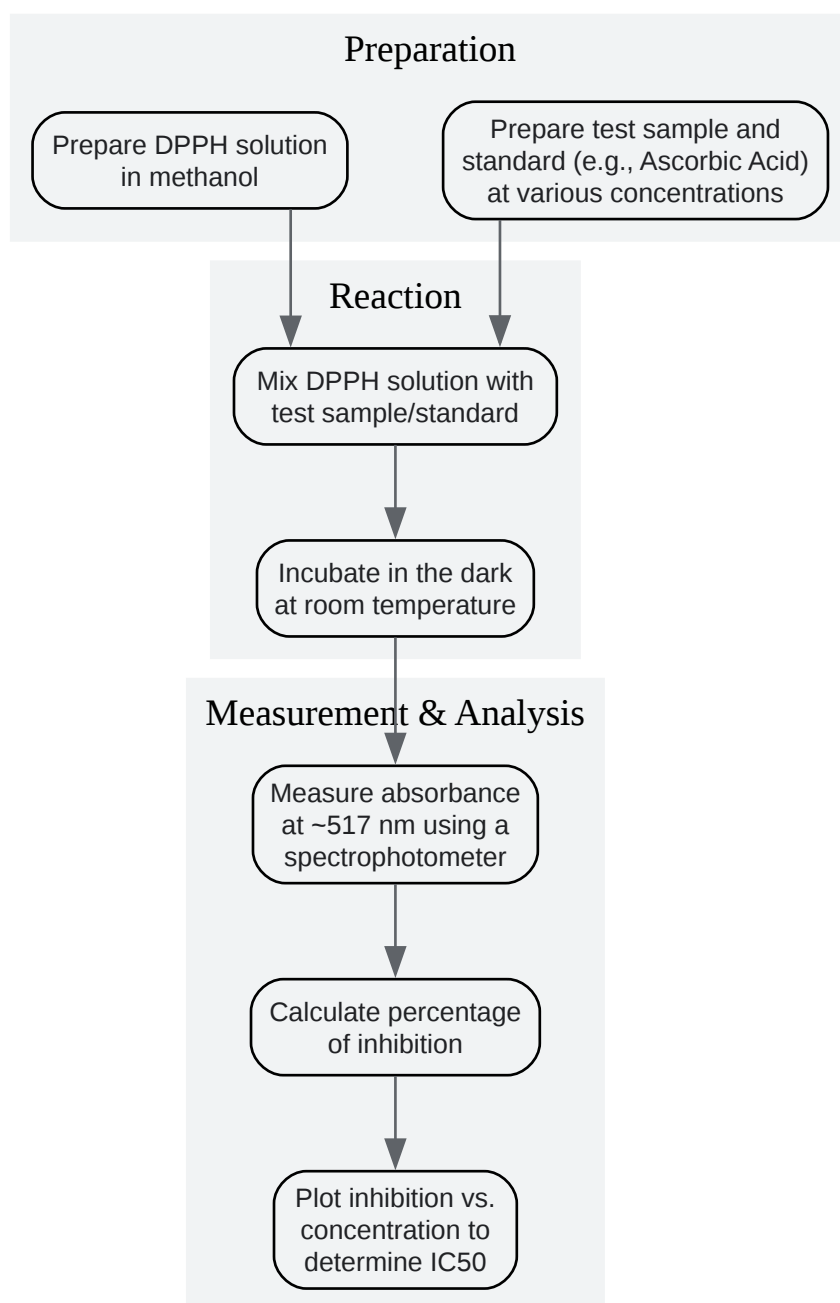 Preparation
Prepare DPPH solution
in methanol
Prepare test sample and
standard (e.g., Ascorbic Acid)
at various concentrations
Reaction
Mix DPPH solution with
test sample/standard
Incubate in the dark
at room temperature
Measurement & Analysis
Measure absorbance
at ~517 nm using a
spectrophotometer
Calculate percentage
of inhibition
Plot inhibition vs.
concentration to
determine IC50